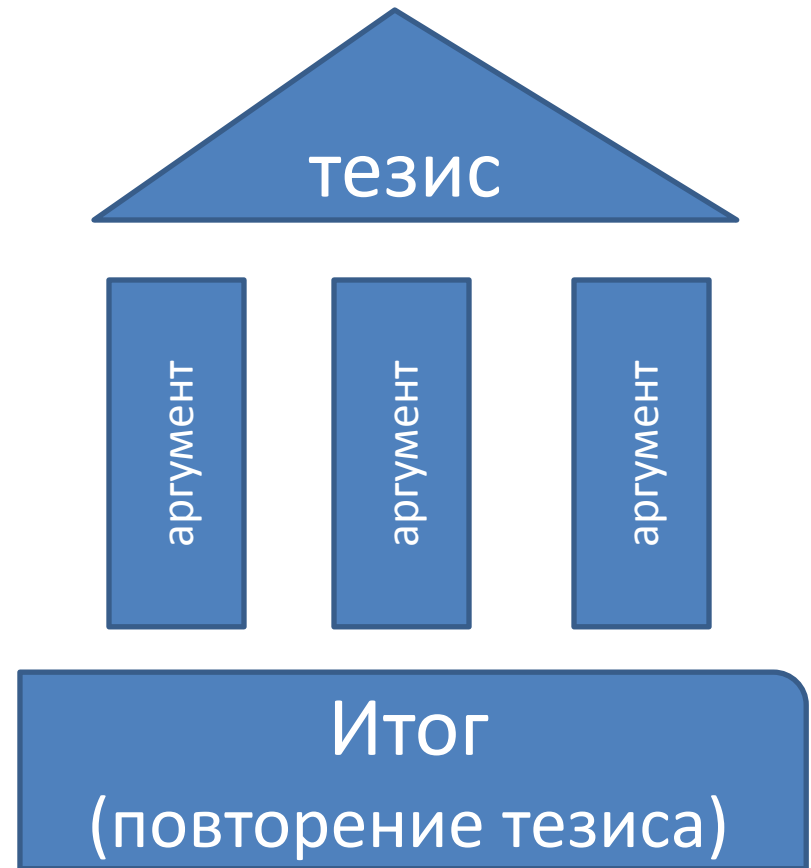 тезис
аргумент
аргумент
аргумент
Итог
(повторение тезиса)